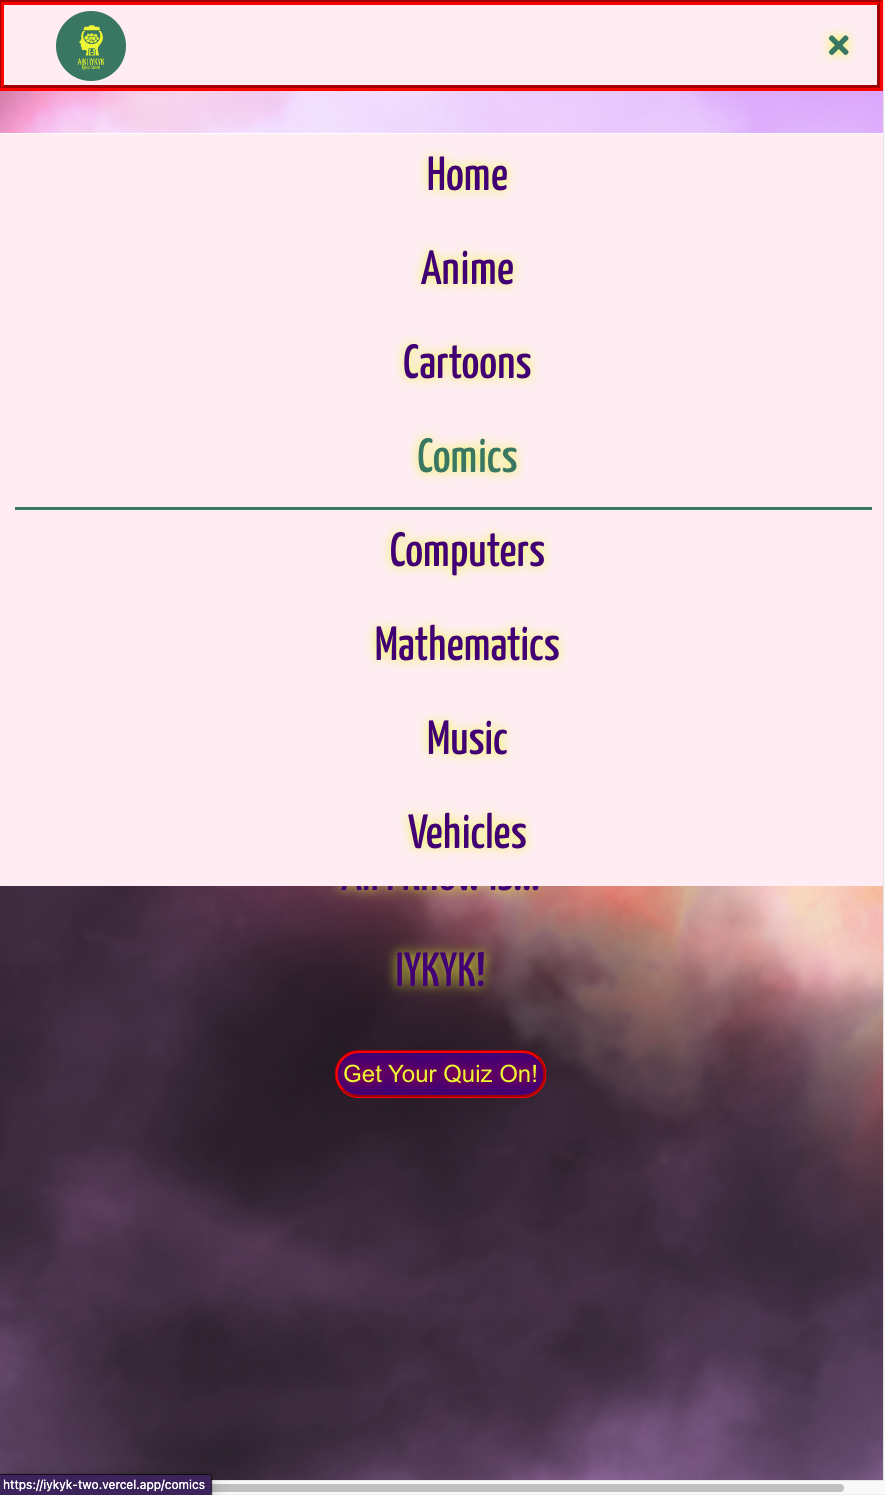 AIKI IYKYK
Quiz Game
Home
Anime
Cartoons
Comics
Computers
Mathematics
Music
Vehicles
IYKYK!
Get Your Quiz On!
https://iykyk-two.vercel.app/comics